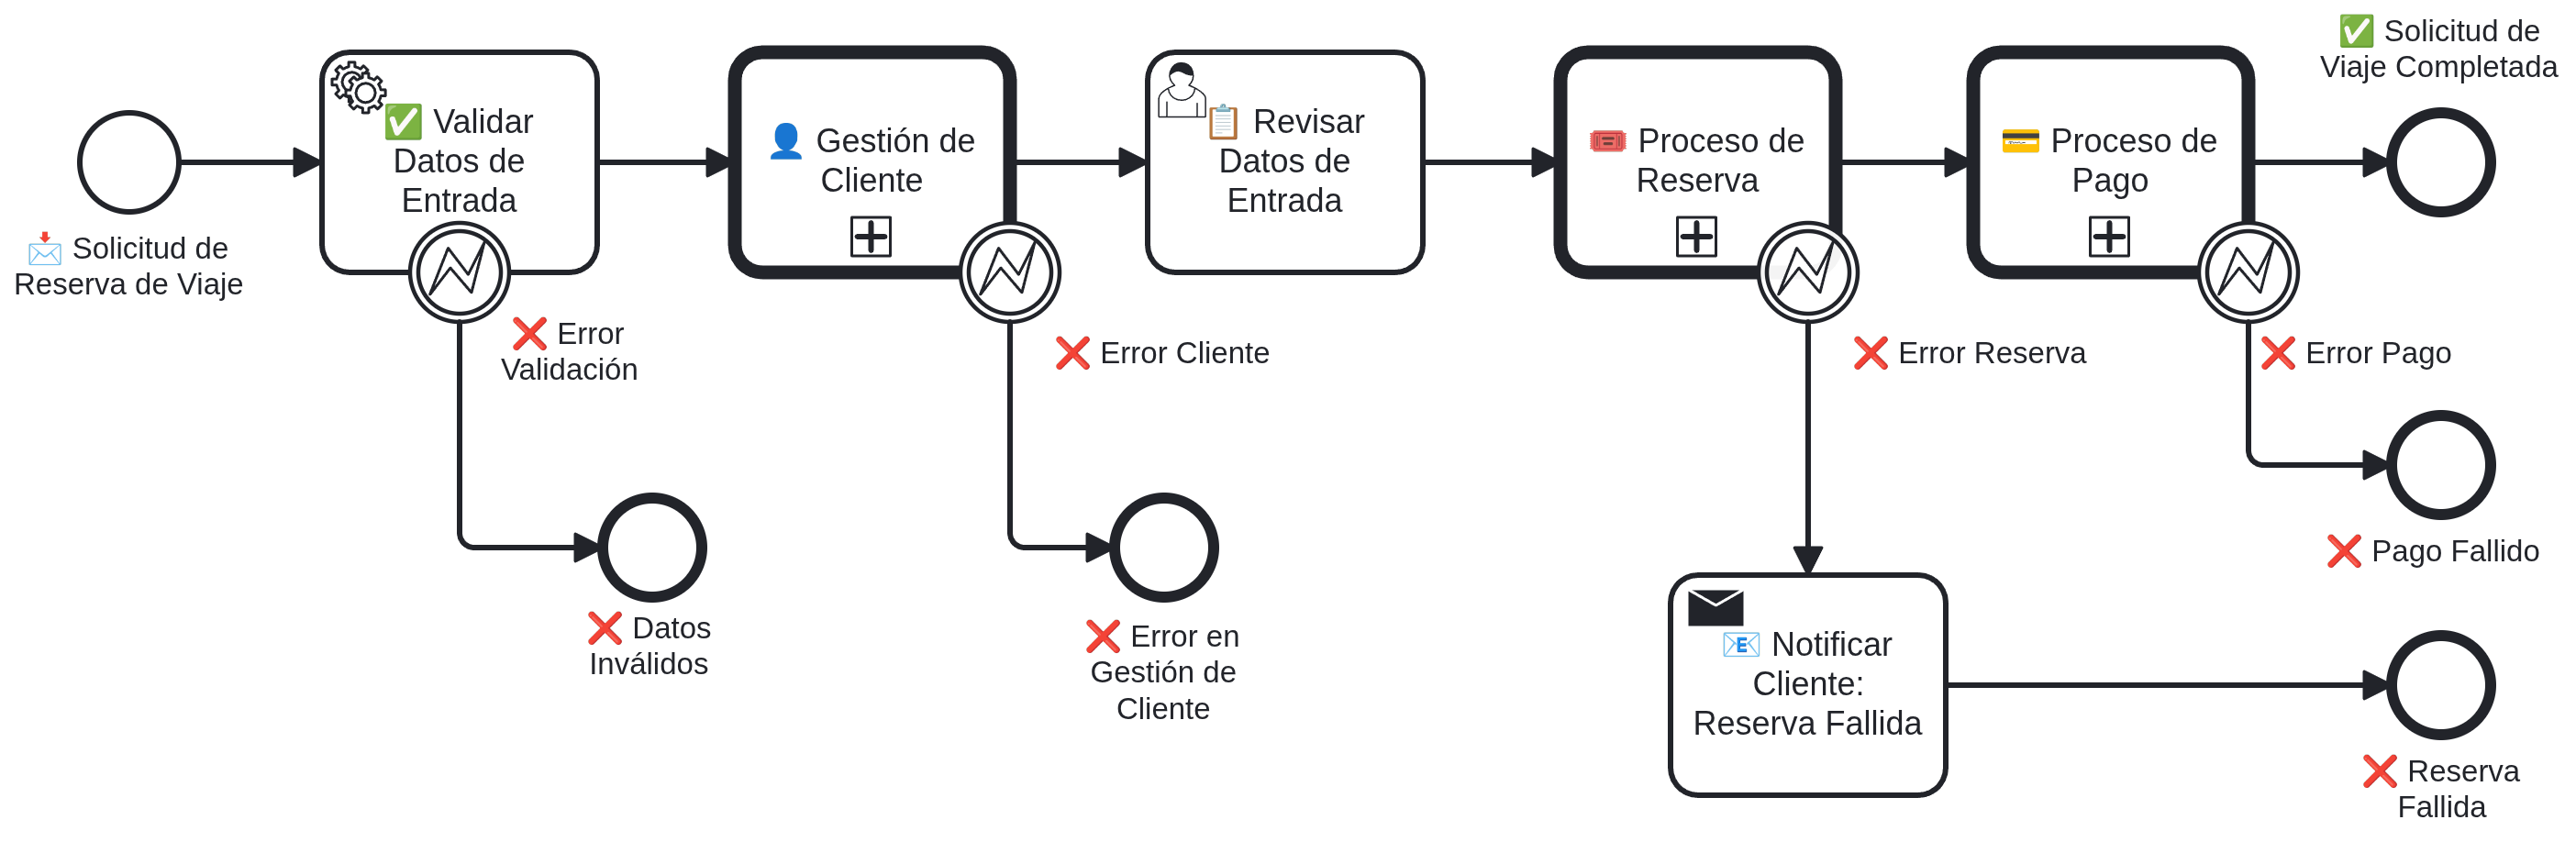 📩 Solicitud de
Reserva de Viaje
✅ Validar
Datos de
Entrada
❌ Error
Validación
❌ Datos
Inválidos
👤 Gestión de
Cliente
❌ Error Cliente
❌ Error en
Gestión de
Cliente
📋 Revisar
Datos de
Entrada
🎟️ Proceso de
Reserva
❌ Error Reserva
📧 Notificar
Cliente:
Reserva Fallida
❌ Reserva
Fallida
💳 Proceso de
Pago
❌ Error Pago
❌ Pago Fallido
✅ Solicitud de
Viaje Completada